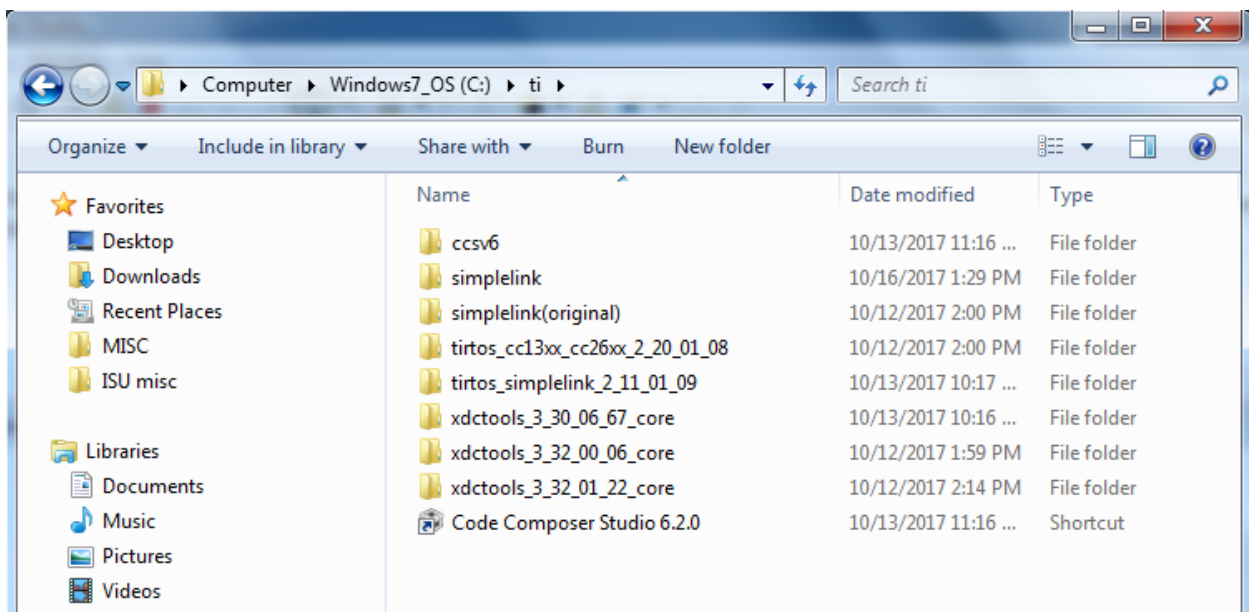 Computer Windows7_OS (C:) ti
Search ti
Organize Include in library Share with Burn New folder
Favorites
Desktop
Downloads
Recent Places
MISC
ISU misc
Libraries
Documents
Music
Pictures
Videos
Name Date modified Type
ccsv6 10/13/2017 11:16 ... File folder
simplelink 10/16/2017 1:29 PM File folder
simplelink(original) 10/12/2017 2:00 PM File folder
tirtos_cc13xx_cc26xx_2_20_01_08 10/12/2017 2:00 PM File folder
tirtos_simplelink_2_11_01_09 10/13/2017 10:17 ... File folder
xdctools_3_30_06_67_core 10/13/2017 10:16 ... File folder
xdctools_3_32_00_06_core 10/12/2017 1:59 PM File folder
xdctools_3_32_01_22_core 10/12/2017 2:14 PM File folder
Code Composer Studio 6.2.0 10/13/2017 11:16 ... Shortcut